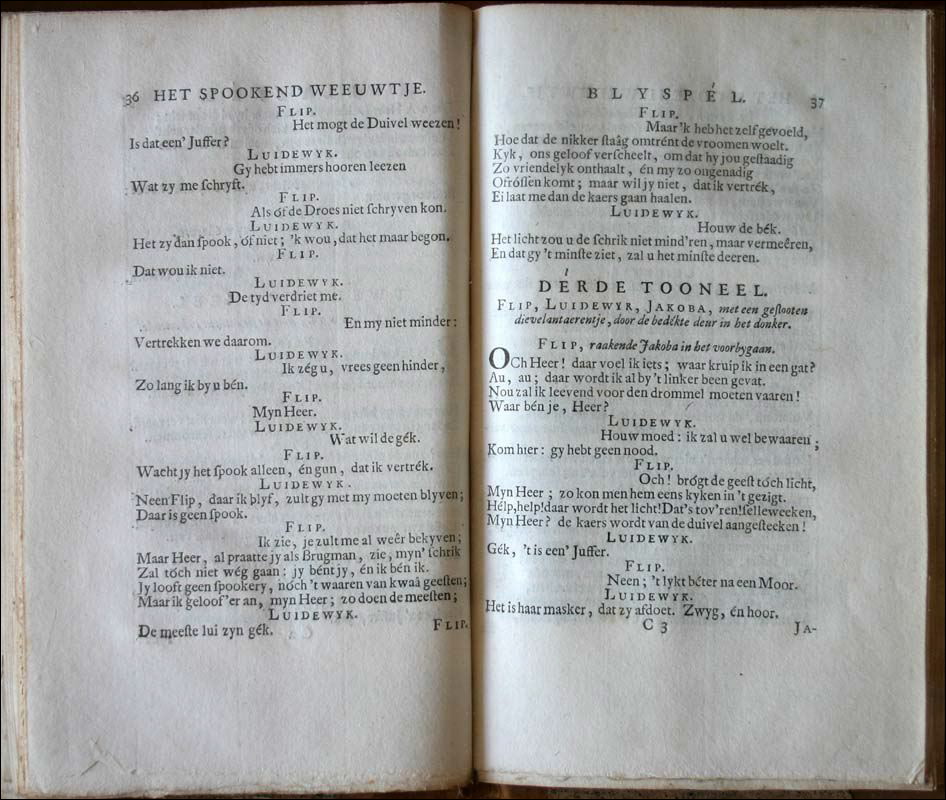 36 HET SPOOKEND WEEUWTJE.
FLIP.
Het mogt de Duivel weezen!
Is dat een' Juffer?
LUIDEWYK.
Gy hebt immers hooren leezen
Wat zy me schryft.
FLIP.
Als óf de Droes niet schryven kon.
LUIDEWYK.
Het zy dan spook, óf niet; 'k wou, dat het maar begon.
FLIP.
Dat wou ik niet.
LUIDEWYK.
De tyd verdriet me.
FLIP.
En my niet minder:
Vertrekken we daarom.
LUIDEWYK.
Ik zég u, vrees geen hinder,
Zo lang ik by u bén.
FLIP.
Myn Heer.
LUIDEWYK.
Wat wil de gék.
FLIP.
Wacht jy het spook alleen, én gun, dat ik vertrék.
LUIDEWYK.
Neen Flip, daar ik blyf, zult gy met my moeten blyven;
Daar is geen spook.
FLIP.
Ik zie, je zult me al weêr bekyven;
Maar Heer, al praatte jy als Brugman, zie, myn' schrik
Zal tóch niet wég gaan: jy bént jy, én ik bén ik.
Jy looft geen spookery, nóch 't waaren van kwaâ geesten;
Maar ik geloof'er an, myn Heer; zo doen de meesten;
LUIDEWYK.
De meeste lui zyn gék.
FLIP.
BLYSPÉL. 37
FLIP.
Maar 'k heb het zelf gevoeld,
Hoe dat de nikker staâg omtrént de vroomen woelt.
Kyk, ons geloof verscheelt, om dat hy jou gestaadig
Zo vriendelyk onthaalt, én my zo ongenadig
Ofróssen komt; maar wil jy niet, dat ik vertrék,
Ei laat me dan de kaers gaan haalen.
LUIDEWYK.
Houw de bék.
Het licht zou u de schrik niet mind'ren, maar vermeêren,
En dat gy 't minste ziet, zal u het minste deeren.
DERDE TOONEEL.
FLIP, LUIDEWYK, JAKOBA, met een geslooten
dievelantaerentje, door de bedékte deur in het donker.
FLIP, raakende Jakoba in het voorbygaan.
OCh Heer! daar voel ik iets; waar kruip ik in een gat?
Au, au; daar wordt ik al by 't linker been gevat.
Nou zal ik leevend voor den drommel moeten vaaren!
Waar bén je, Heer?
LUIDEWYK.
Houw moed: ik zal u wel bewaaren;
Kom hier: gy hebt geen nood.
FLIP.
Och! brógt de geest tóch licht,
Myn Heer; zo kon men hem eens kyken in 't gezigt.
Hélp, help! daar wordt het licht! Dat's tov'ren! selleweeken,
Myn Heer? de kaers wordt van de duivel aangesteeken!
LUIDEWYK.
Gék, 't is een' Juffer.
FLIP.
Neen; 't lykt béter na een Moor.
LUIDEWYK.
Het is haar masker, dat zy afdoet. Zwyg, én hoor.
C 3 JA-